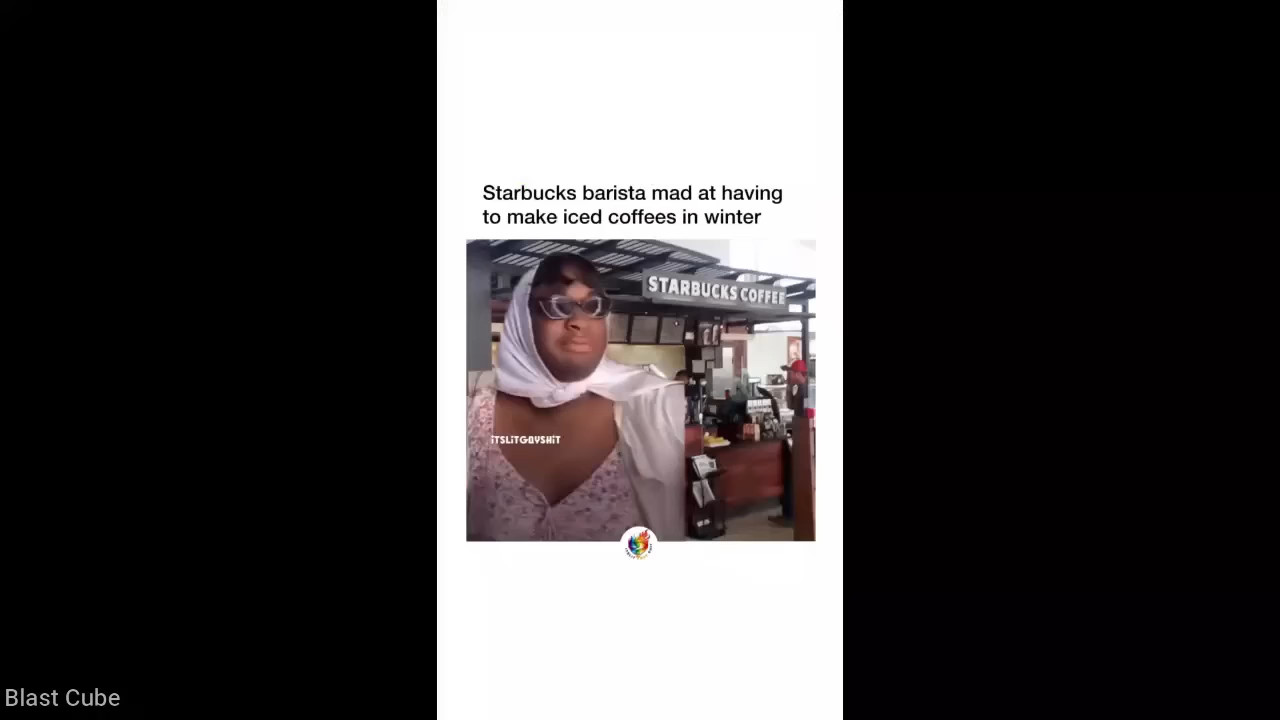 Starbucks barista mad at having
to make iced coffees in winter
STARBUCKS COFFEE
iTSLiTGAYSHiT
Blast Cube